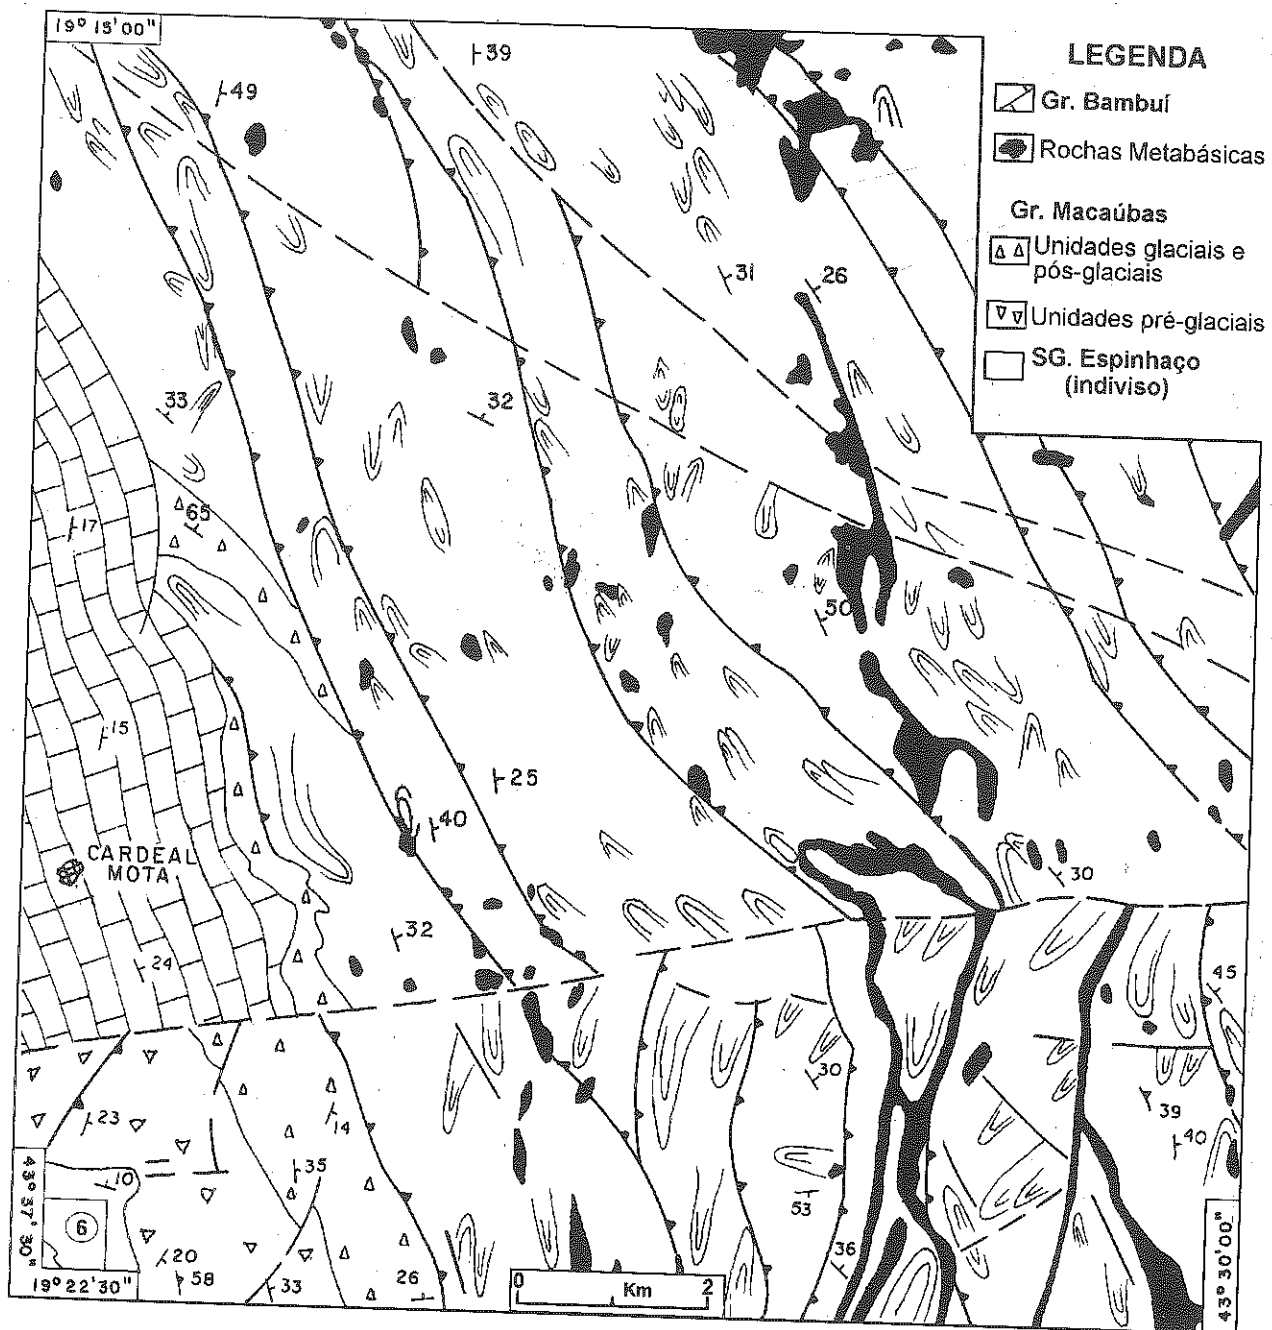 19° 15'00"
LEGENDA
Gr. Bambuí
Rochas Metabásicas
Gr. Macaúbas
Unidades glaciais e
pós-glaciais
Unidades pré-glaciais
SG. Espinhaço
(indiviso)
39
49
31
26
33
32
65
17
50
15
25
40
CARDEAL
MOTA
30
32
24
45
30
23
14
39
40
35
10
53
43° 37' 30"
6
36
20
58
33
26
19° 22'30"
0
Km
2
43° 30'00"